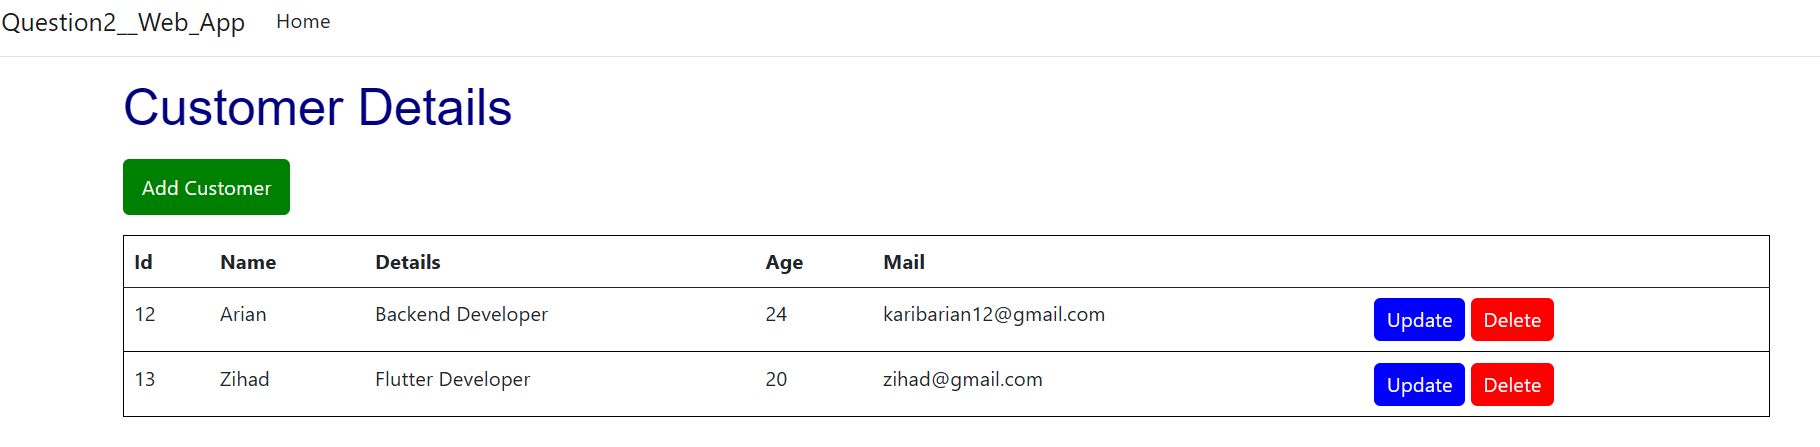 Question2__Web_App Home
Customer Details
Add Customer
Id Name Details Age Mail
12 Arian Backend Developer 24 karibarian12@gmail.com Update Delete
13 Zihad Flutter Developer 20 zihad@gmail.com Update Delete